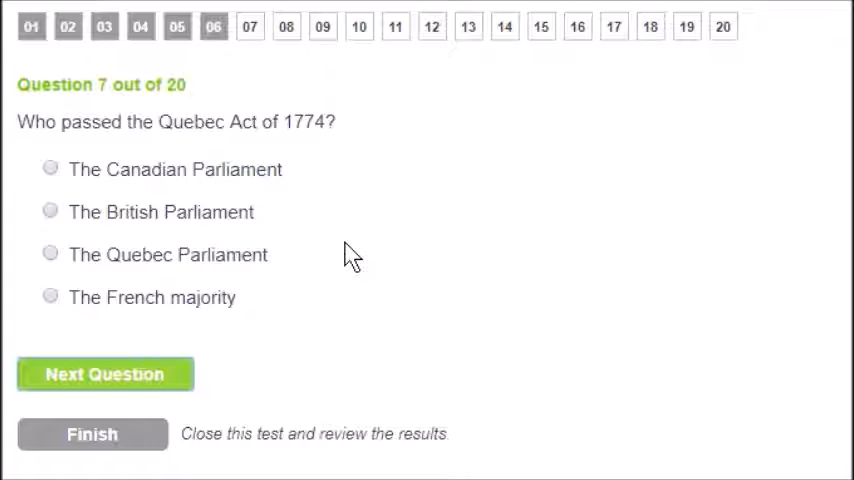 01 02 03 04 05 06 07 08 09 10 11 12 13 14 15 16 17 18 19 20
Question 7 out of 20
Who passed the Quebec Act of 1774?
The Canadian Parliament
The British Parliament
The Quebec Parliament
The French majority
Next Question
Finish Close this test and review the results.